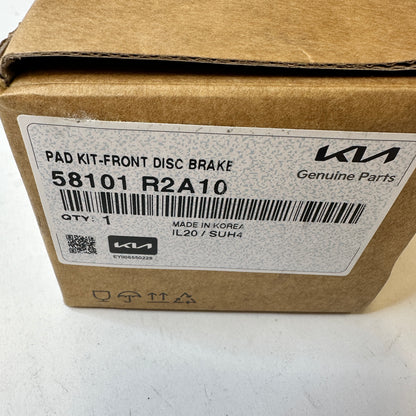 PAD KIT-FRONT DISC BRAKE
KIA
58101 R2A10
Genuine Parts
QTY: 1
MADE IN KOREA
IL20 / SUH4
KIA